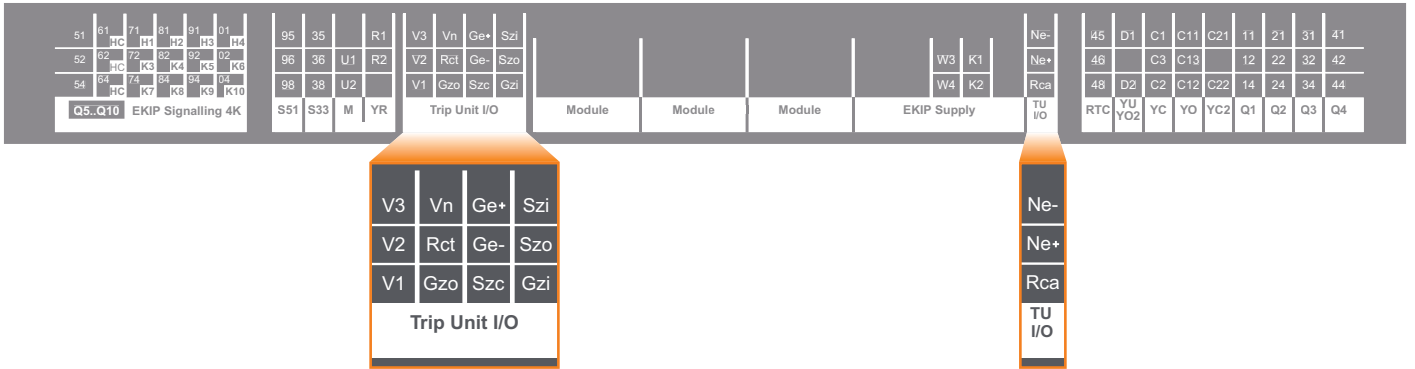 51 61 HC 71 H1 81 H2 91 H3 01 H4
52 62 HC 72 K3 82 K4 92 K5 02 K6
54 64 HC 74 K7 84 K8 94 K9 04 K10
Q5..Q10 EKIP Signalling 4K
95 35 R1
96 36 U1 R2
98 38 U2
S51 S33 M YR
V3 Vn Ge+ Szi
V2 Rct Ge- Szo
V1 Gzo Szc Gzi
Trip Unit I/O
Module
Module
Module
W3 K1
W4 K2
EKIP Supply
Ne-
Ne+
Rca
TU
I/O
45 D1 C1 C11 C21 11 21 31 41
46 C3 C13 12 22 32 42
48 D2 C2 C12 C22 14 24 34 44
RTC YU YC YO YC2 Q1 Q2 Q3 Q4
YO2
V3 Vn Ge+ Szi
V2 Rct Ge- Szo
V1 Gzo Szc Gzi
Trip Unit I/O
Ne-
Ne+
Rca
TU
I/O